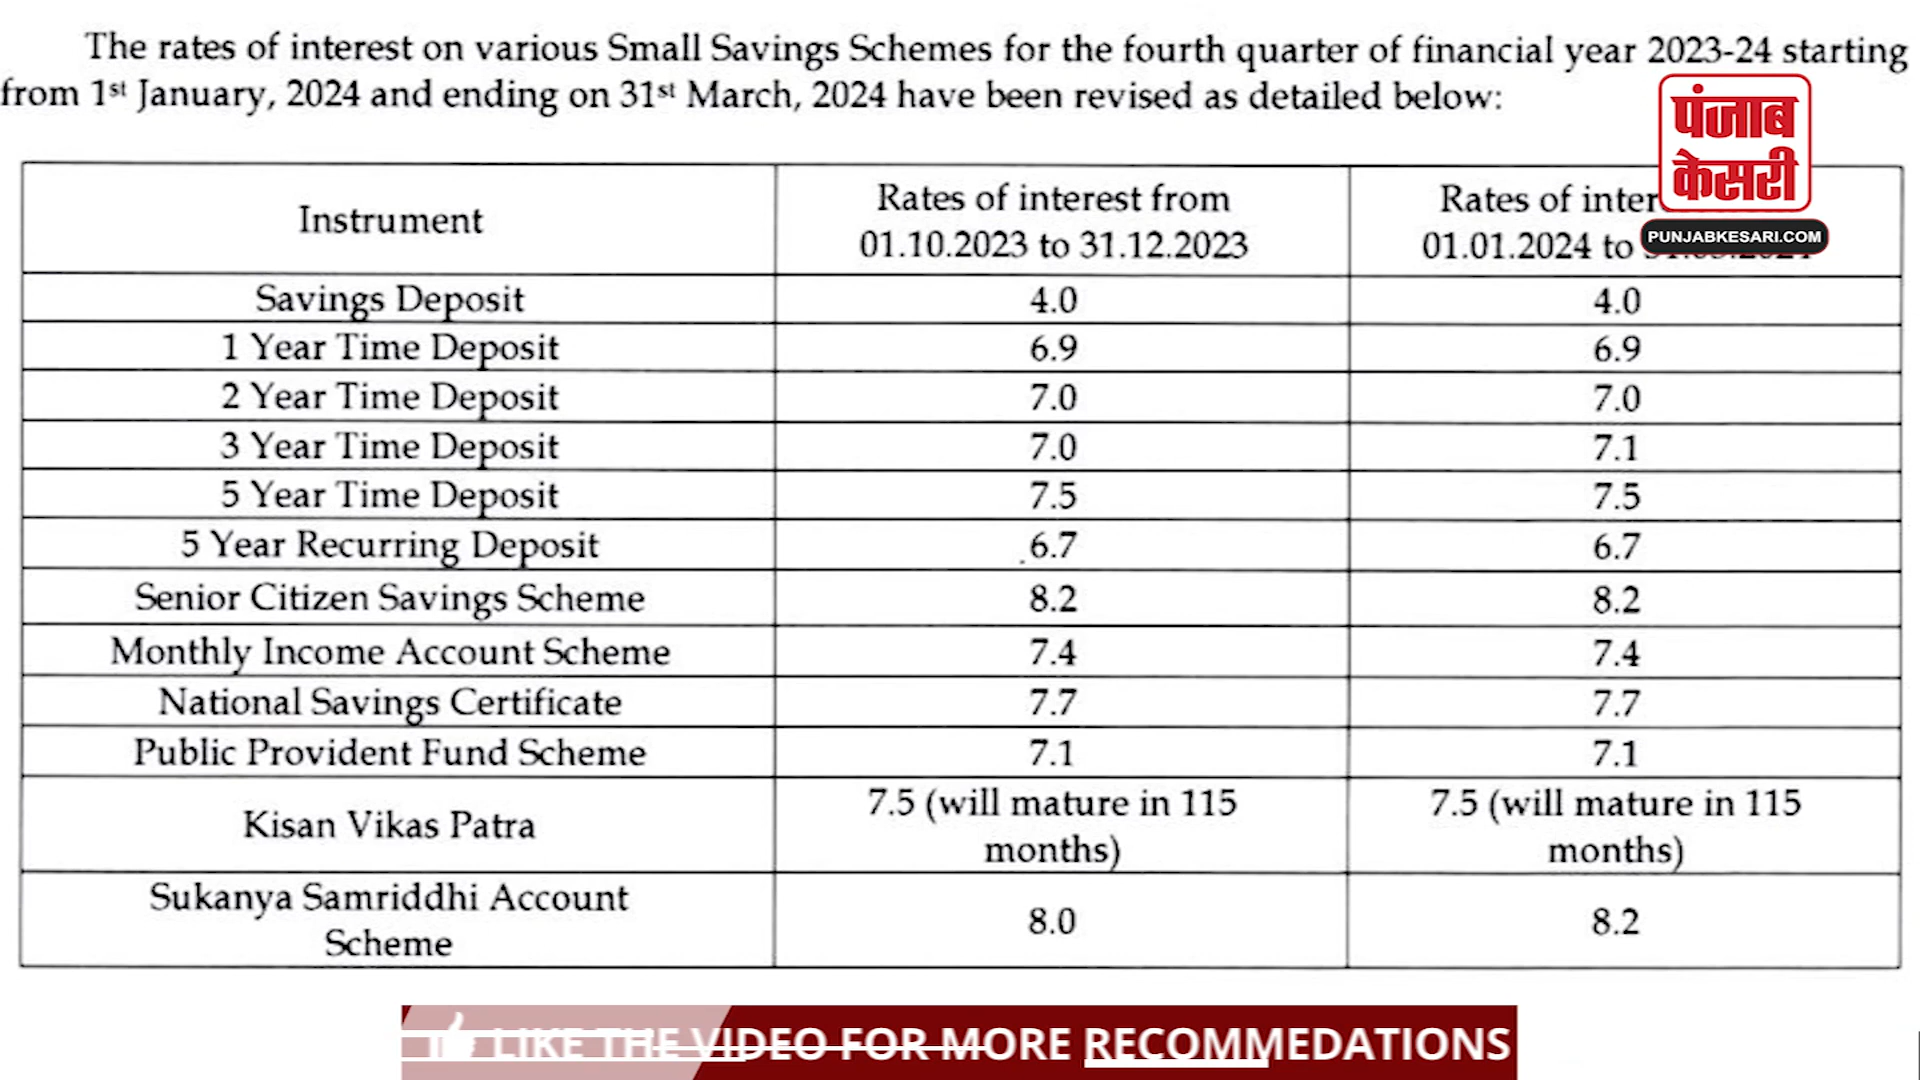 The rates of interest on various Small Savings Schemes for the fourth quarter of financial year 2023-24 starting
from 1st January, 2024 and ending on 31st March, 2024 have been revised as detailed below:
पंजाब
केसरी
PUNJABKESARI.COM
Instrument
Rates of interest from
01.10.2023 to 31.12.2023
Rates of inter
01.01.2024 to
Savings Deposit 4.0 4.0
1 Year Time Deposit 6.9 6.9
2 Year Time Deposit 7.0 7.0
3 Year Time Deposit 7.0 7.1
5 Year Time Deposit 7.5 7.5
5 Year Recurring Deposit 6.7 6.7
Senior Citizen Savings Scheme 8.2 8.2
Monthly Income Account Scheme 7.4 7.4
National Savings Certificate 7.7 7.7
Public Provident Fund Scheme 7.1 7.1
Kisan Vikas Patra
7.5 (will mature in 115
months)
7.5 (will mature in 115
months)
Sukanya Samriddhi Account
Scheme
8.0 8.2
LIKE THE VIDEO FOR MORE RECOMMEDATIONS